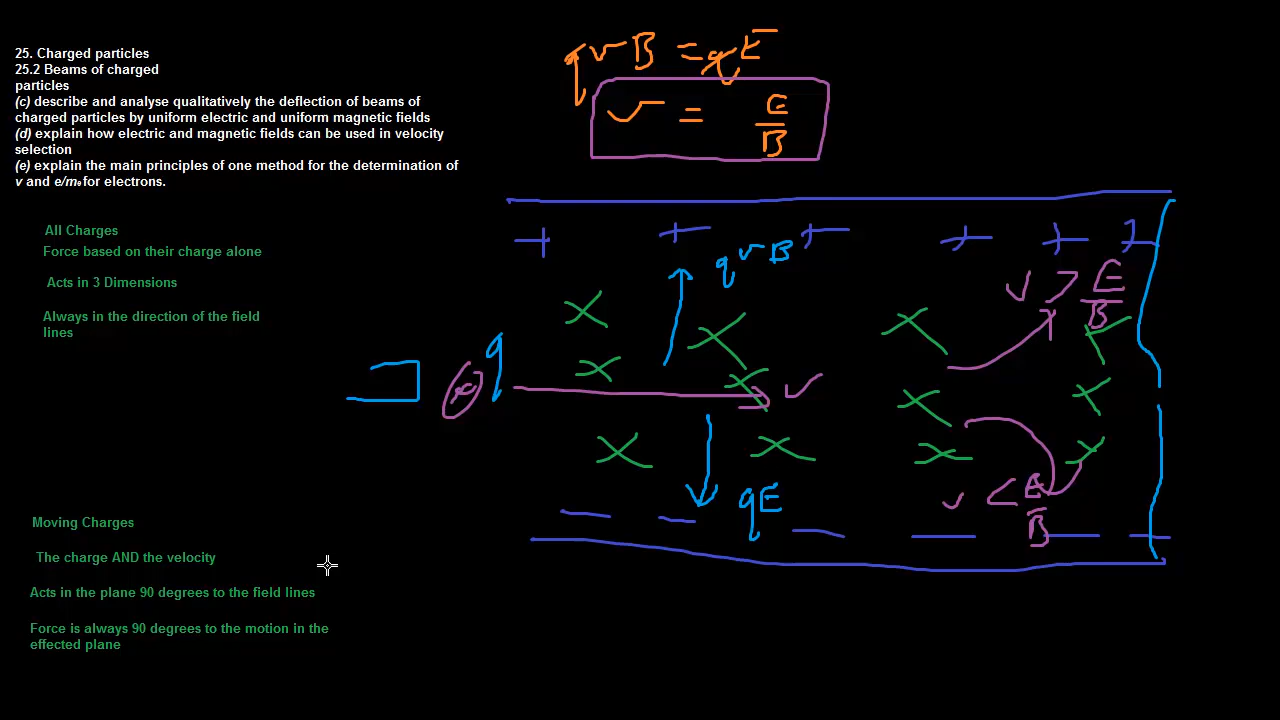 25. Charged particles
25.2 Beams of charged
particles
(c) describe and analyse qualitatively the deflection of beams of
charged particles by uniform electric and uniform magnetic fields
(d) explain how electric and magnetic fields can be used in velocity
selection
(e) explain the main principles of one method for the determination of
v and e/mₑ for electrons.
qvB = qE
v = E/B
All Charges
Force based on their charge alone
Acts in 3 Dimensions
Always in the direction of the field
lines
+ + + + + +
qvB
v > E/B
q
v
qE
v < E/B
Moving Charges
The charge AND the velocity
Acts in the plane 90 degrees to the field lines
Force is always 90 degrees to the motion in the
effected plane